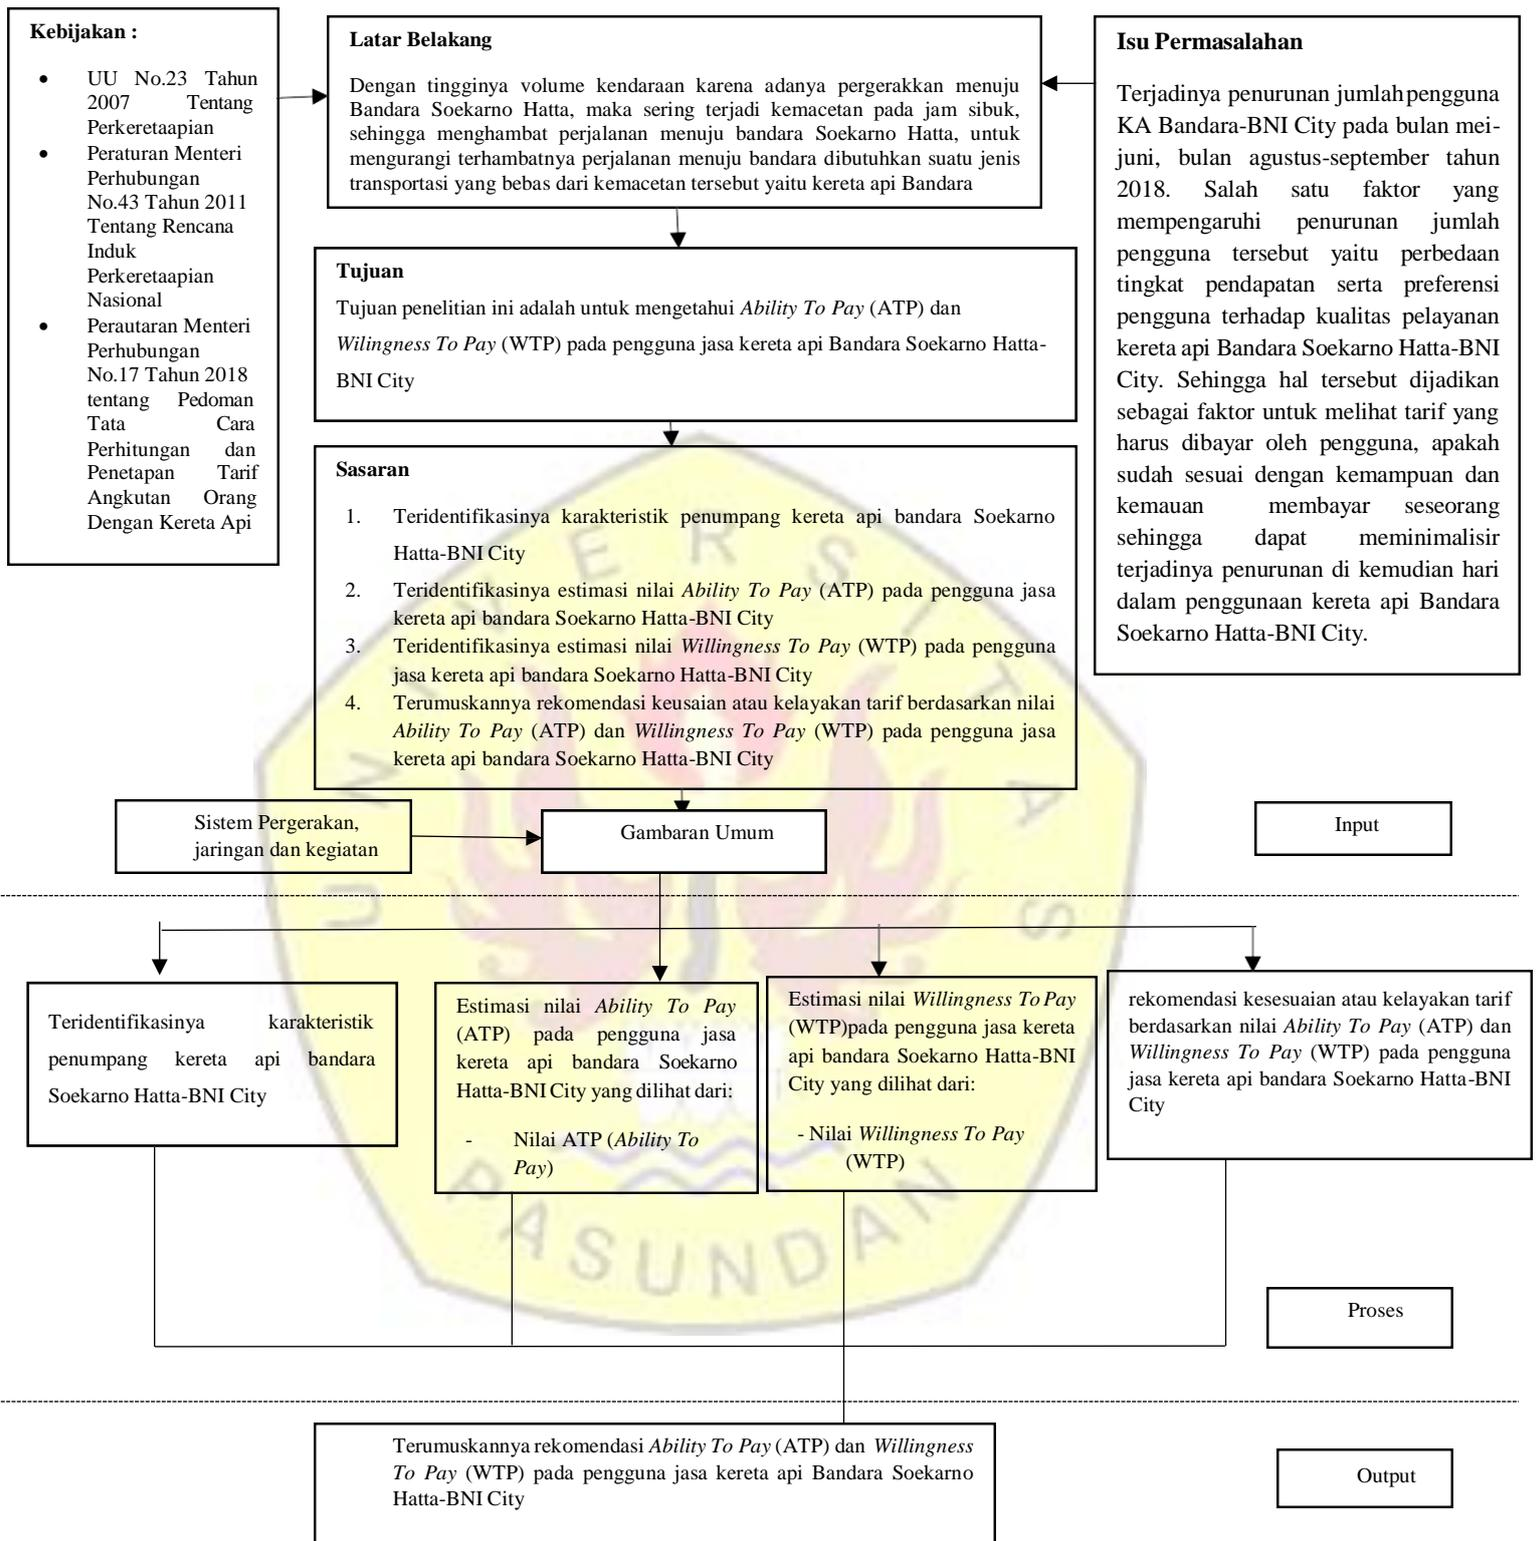 Kebijakan :
UU No.23 Tahun
2007 Tentang
Perkeretaapian
Peraturan Menteri
Perhubungan
No.43 Tahun 2011
Tentang Rencana
Induk
Perkeretaapian
Nasional
Perautaran Menteri
Perhubungan
No.17 Tahun 2018
tentang Pedoman
Tata Cara
Perhitungan dan
Penetapan Tarif
Angkutan Orang
Dengan Kereta Api
Latar Belakang
Dengan tingginya volume kendaraan karena adanya pergerakkan menuju
Bandara Soekarno Hatta, maka sering terjadi kemacetan pada jam sibuk,
sehingga menghambat perjalanan menuju bandara Soekarno Hatta, untuk
mengurangi terhambatnya perjalanan menuju bandara dibutuhkan suatu jenis
transportasi yang bebas dari kemacetan tersebut yaitu kereta api Bandara
Isu Permasalahan
Terjadinya penurunan jumlah pengguna
KA Bandara-BNI City pada bulan mei-
juni, bulan agustus-september tahun
2018. Salah satu faktor yang
mempengaruhi penurunan jumlah
pengguna tersebut yaitu perbedaan
tingkat pendapatan serta preferensi
pengguna terhadap kualitas pelayanan
kereta api Bandara Soekarno Hatta-BNI
City. Sehingga hal tersebut dijadikan
sebagai faktor untuk melihat tarif yang
harus dibayar oleh pengguna, apakah
sudah sesuai dengan kemampuan dan
kemauan membayar seseorang
sehingga dapat meminimalisir
terjadinya penurunan di kemudian hari
dalam penggunaan kereta api Bandara
Soekarno Hatta-BNI City.
Tujuan
Tujuan penelitian ini adalah untuk mengetahui Ability To Pay (ATP) dan
Wilingness To Pay (WTP) pada pengguna jasa kereta api Bandara Soekarno Hatta-
BNI City
Sasaran
1. Teridentifikasinya karakteristik penumpang kereta api bandara Soekarno
Hatta-BNI City
2. Teridentifikasinya estimasi nilai Ability To Pay (ATP) pada pengguna jasa
kereta api bandara Soekarno Hatta-BNI City
3. Teridentifikasinya estimasi nilai Willingness To Pay (WTP) pada pengguna
jasa kereta api bandara Soekarno Hatta-BNI City
4. Terumuskannya rekomendasi keusaian atau kelayakan tarif berdasarkan nilai
Ability To Pay (ATP) dan Willingness To Pay (WTP) pada pengguna jasa
kereta api bandara Soekarno Hatta-BNI City
Sistem Pergerakan,
jaringan dan kegiatan
Gambaran Umum
Input
Teridentifikasinya karakteristik
penumpang kereta api bandara
Soekarno Hatta-BNI City
Estimasi nilai Ability To Pay
(ATP) pada pengguna jasa
kereta api bandara Soekarno
Hatta-BNI City yang dilihat dari:
- Nilai ATP (Ability To
Pay)
Estimasi nilai Willingness To Pay
(WTP)pada pengguna jasa kereta
api bandara Soekarno Hatta-BNI
City yang dilihat dari:
- Nilai Willingness To Pay
(WTP)
rekomendasi kesesuaian atau kelayakan tarif
berdasarkan nilai Ability To Pay (ATP) dan
Willingness To Pay (WTP) pada pengguna
jasa kereta api bandara Soekarno Hatta-BNI
City
Proses
Terumuskannya rekomendasi Ability To Pay (ATP) dan Willingness
To Pay (WTP) pada pengguna jasa kereta api Bandara Soekarno
Hatta-BNI City
Output
UNIVERSITAS
PASUNDAN